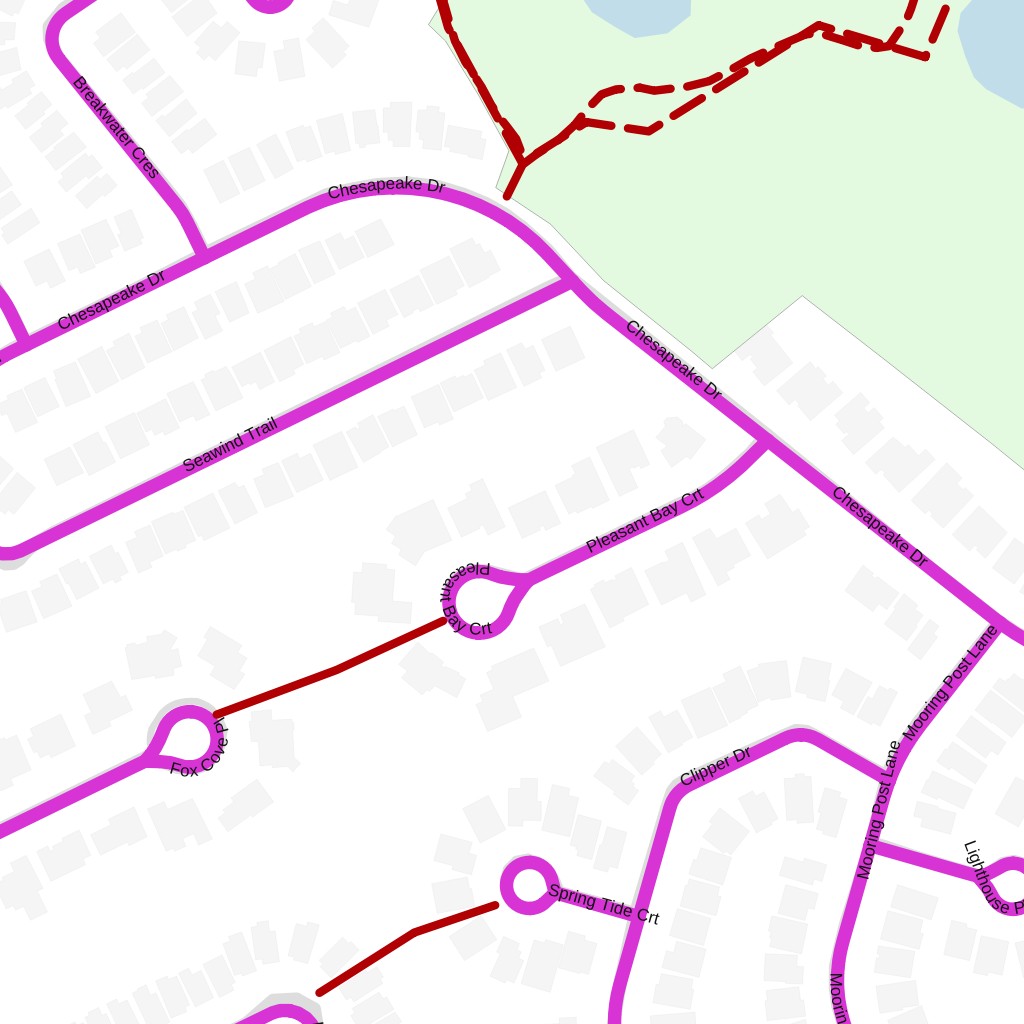 Breakwater Cres
Chesapeake Dr
Chesapeake Dr
Chesapeake Dr
Seawind Trail
Pleasant Bay Crt
Chesapeake Dr
Pleasant Bay Crt
Mooring Post Lane
Fox Cove
Clipper Dr
Mooring Post Lane
Lighthouse
Spring Tide Crt